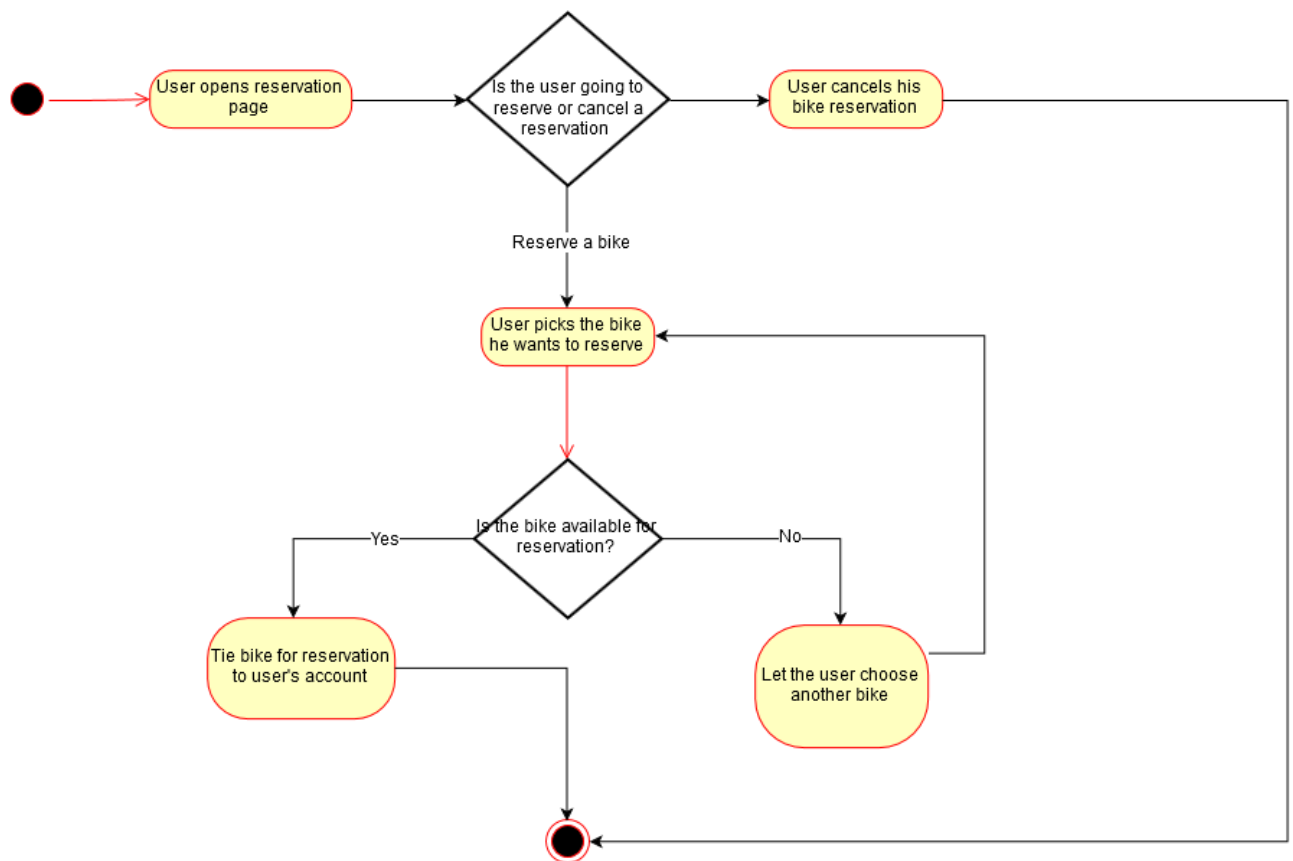 User opens reservation
page
Is the user going to
reserve or cancel a
reservation
User cancels his
bike reservation
Reserve a bike
User picks the bike
he wants to reserve
Is the bike available for
reservation?
Yes
No
Tie bike for reservation
to user's account
Let the user choose
another bike